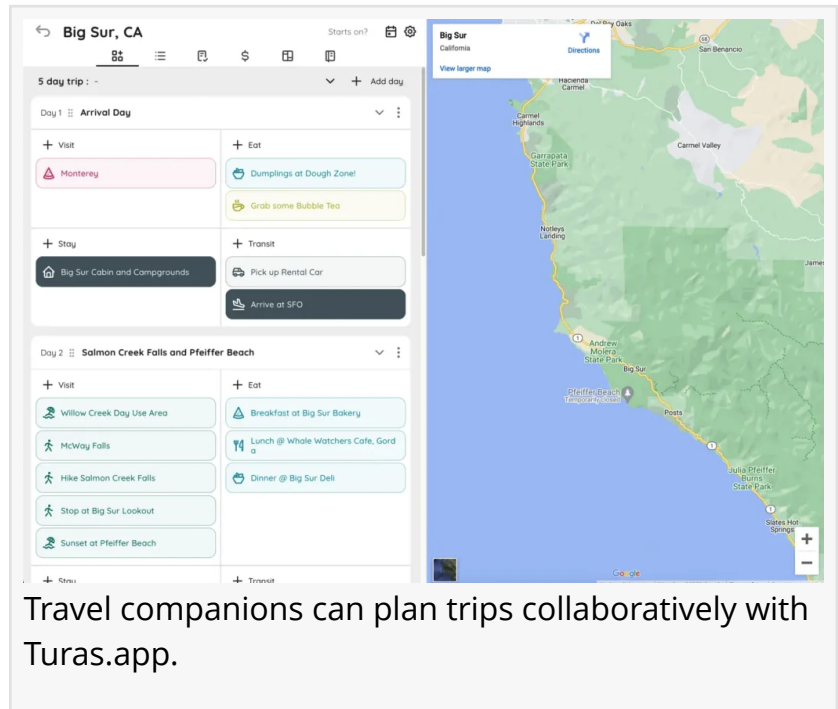 Big Sur, CA
Starts on?
5 day trip : -
+ Add day
Day 1 Arrival Day
+ Visit
Monterey
+ Eat
Dumplings at Dough Zone!
Grab some Bubble Tea
+ Stay
Big Sur Cabin and Campgrounds
+ Transit
Pick up Rental Car
Arrive at SFO
Day 2 Salmon Creek Falls and Pfeiffer Beach
+ Visit
Willow Creek Day Use Area
McWay Falls
Hike Salmon Creek Falls
Stop at Big Sur Lookout
Sunset at Pfeiffer Beach
+ Eat
Breakfast at Big Sur Bakery
Lunch @ Whale Watchers Cafe, Gord
a
Dinner @ Big Sur Deli
+ Stay
+ Transit
Big Sur
California
Directions
View larger map
Del Rey Oaks
68
San Benancio
Hacienda
Carmel
Carmel
Highlands
Carmel Valley
Garrapata
State Park
Notleys
Landing
James
1
Andrew
Molera
State Park
Big Sur
Pfeiffer Beach
Temporarily closed
Posts
1
Julia Pfeiffer
Burns
State Park
1
Slates Hot
Springs
+
−
Google
Travel companions can plan trips collaboratively with
Turas.app.